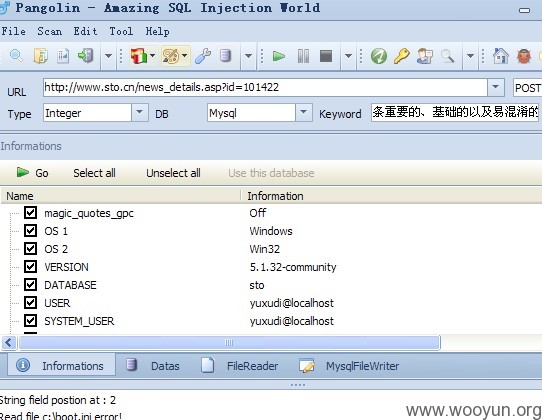 Pangolin - Amazing SQL Injection World
File Scan Edit Tool Help
URL http://www.sto.cn/news_details.asp?id=101422 POST
Type Integer DB Mysql Keyword 条重要的、基础的以及易混淆的
Informations
Go Select all Unselect all Use this database
Name Information
magic_quotes_gpc Off
OS 1 Windows
OS 2 Win32
VERSION 5.1.32-community
DATABASE sto
USER yuxudi@localhost
SYSTEM_USER yuxudi@localhost
Informations Datas FileReader MysqlFileWriter
String field postion at : 2
Read file c:\boot.ini error!
www.wooyun.org